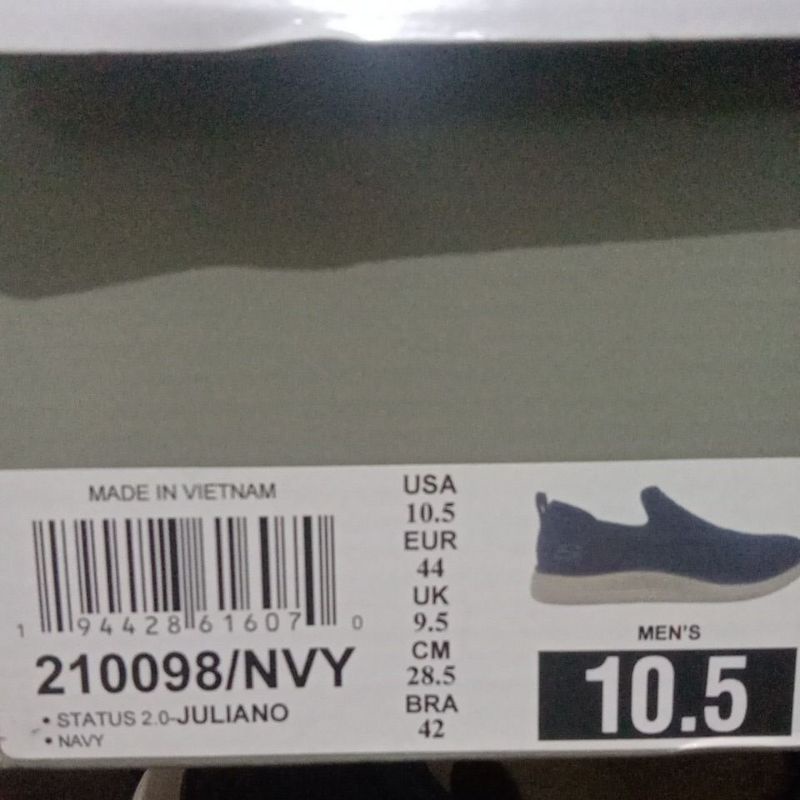 MADE IN VIETNAM
1 94428 61607 0
210098/NVY
• STATUS 2.0-JULIANO
• NAVY
USA
10.5
EUR
44
UK
9.5
CM
28.5
BRA
42
MEN'S
10.5